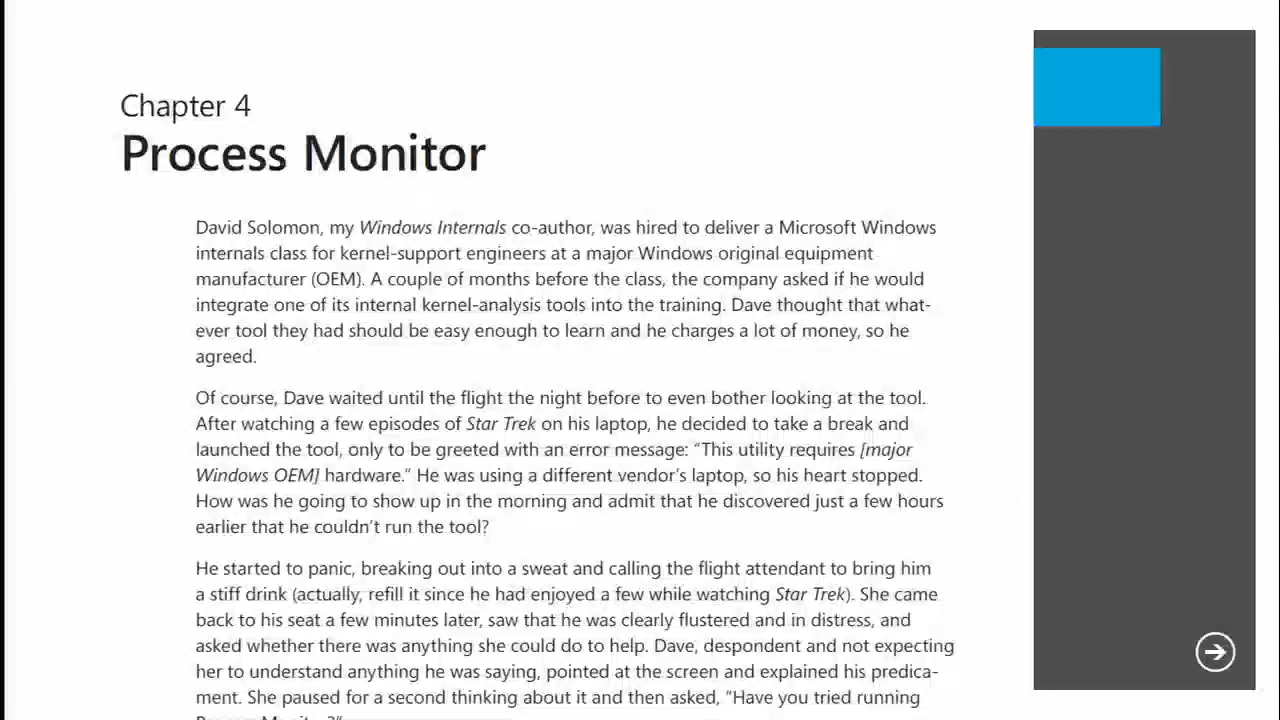 Chapter 4
Process Monitor
David Solomon, my Windows Internals co-author, was hired to deliver a Microsoft Windows
internals class for kernel-support engineers at a major Windows original equipment
manufacturer (OEM). A couple of months before the class, the company asked if he would
integrate one of its internal kernel-analysis tools into the training. Dave thought that what-
ever tool they had should be easy enough to learn and he charges a lot of money, so he
agreed.
Of course, Dave waited until the flight the night before to even bother looking at the tool.
After watching a few episodes of Star Trek on his laptop, he decided to take a break and
launched the tool, only to be greeted with an error message: “This utility requires [major
Windows OEM] hardware.” He was using a different vendor’s laptop, so his heart stopped.
How was he going to show up in the morning and admit that he discovered just a few hours
earlier that he couldn’t run the tool?
He started to panic, breaking out into a sweat and calling the flight attendant to bring him
a stiff drink (actually, refill it since he had enjoyed a few while watching Star Trek). She came
back to his seat a few minutes later, saw that he was clearly flustered and in distress, and
asked whether there was anything she could do to help. Dave, despondent and not expecting
her to understand anything he was saying, pointed at the screen and explained his predica-
ment. She paused for a second thinking about it and then asked, “Have you tried running